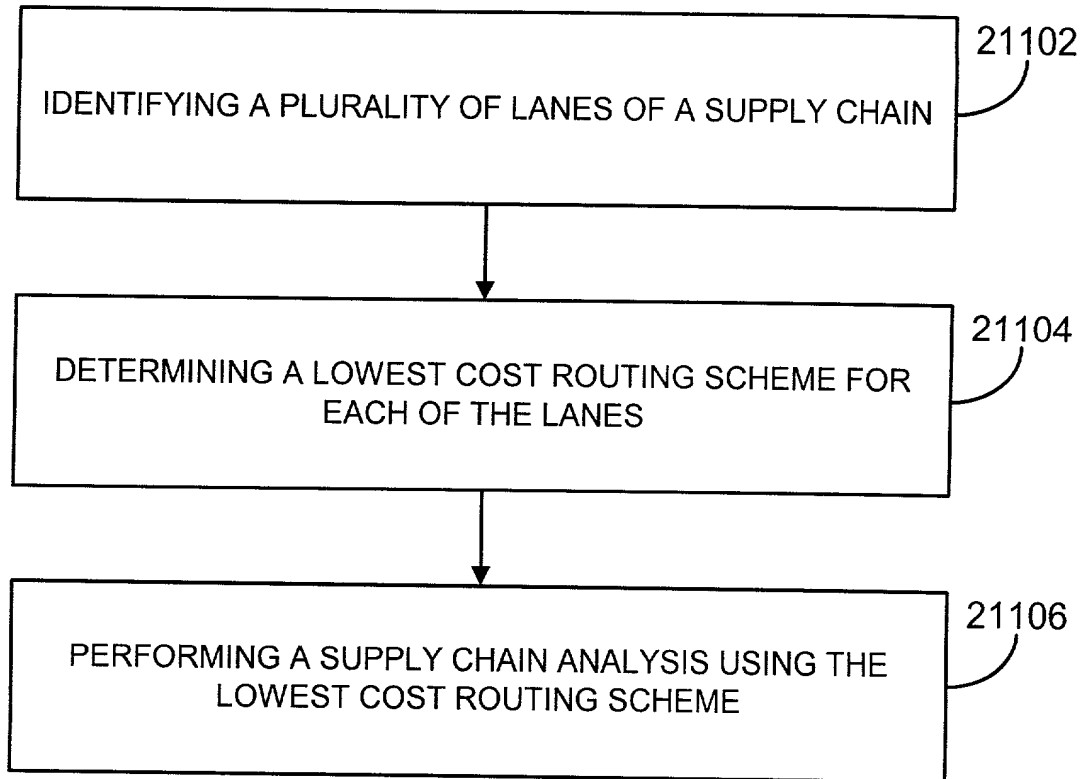 21102
IDENTIFYING A PLURALITY OF LANES OF A SUPPLY CHAIN
21104
DETERMINING A LOWEST COST ROUTING SCHEME FOR
EACH OF THE LANES
21106
PERFORMING A SUPPLY CHAIN ANALYSIS USING THE
LOWEST COST ROUTING SCHEME